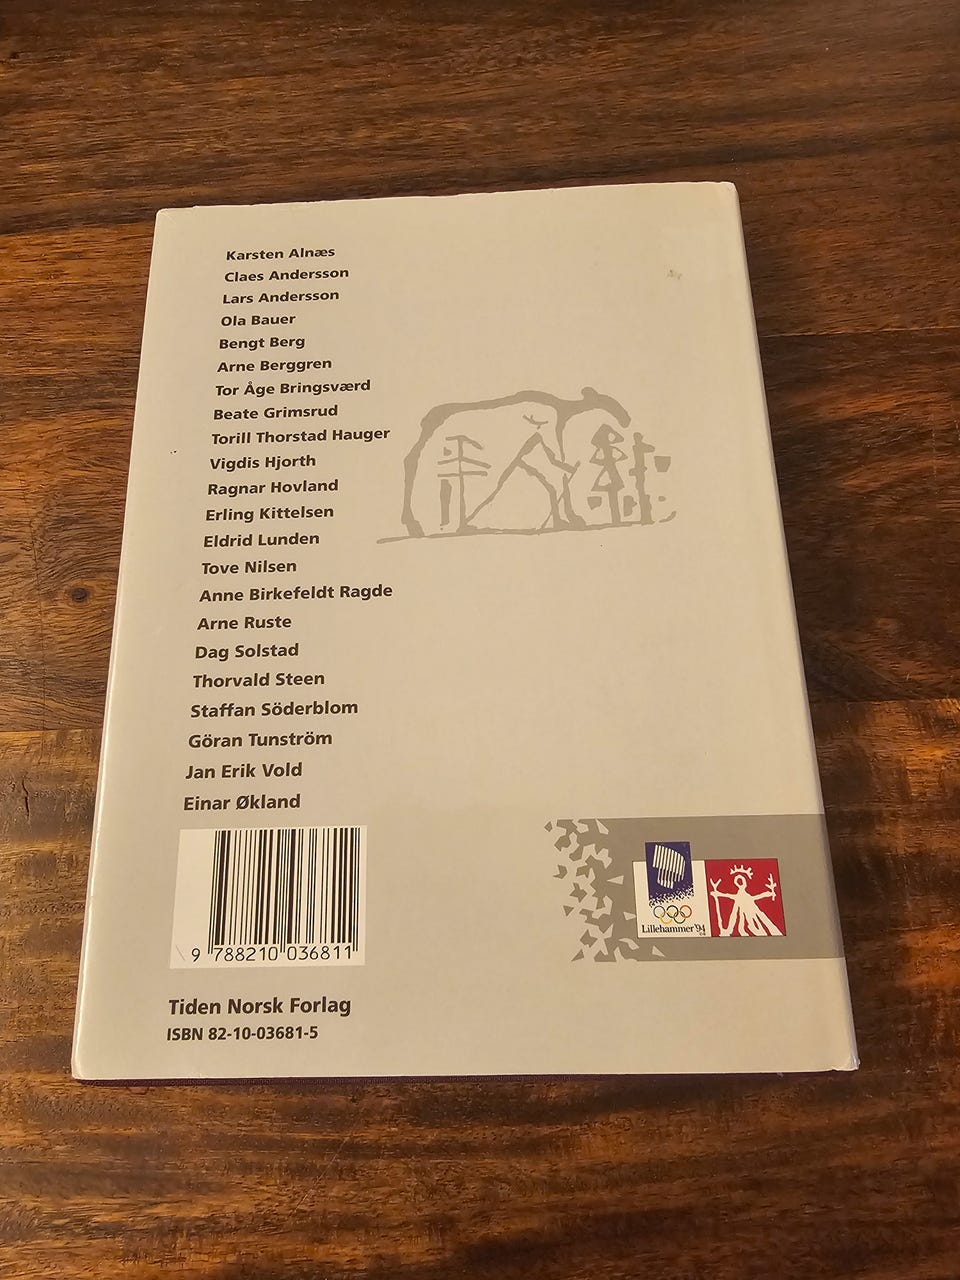 Karsten Alnæs
Claes Andersson
Lars Andersson
Ola Bauer
Bengt Berg
Arne Berggren
Tor Åge Bringsværd
Beate Grimsrud
Torill Thorstad Hauger
Vigdis Hjorth
Ragnar Hovland
Erling Kittelsen
Eldrid Lunden
Tove Nilsen
Anne Birkefeldt Ragde
Arne Ruste
Dag Solstad
Thorvald Steen
Staffan Söderblom
Göran Tunström
Jan Erik Vold
Einar Økland
Lillehammer '94
9 788210 036811
Tiden Norsk Forlag
ISBN 82-10-03681-5